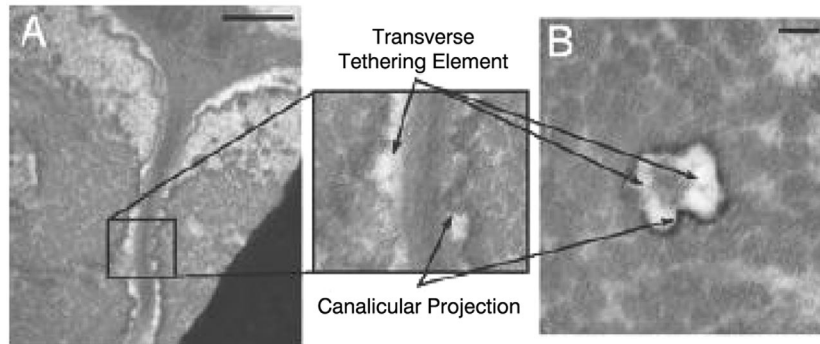 A
Transverse
Tethering Element
B
Canalicular Projection